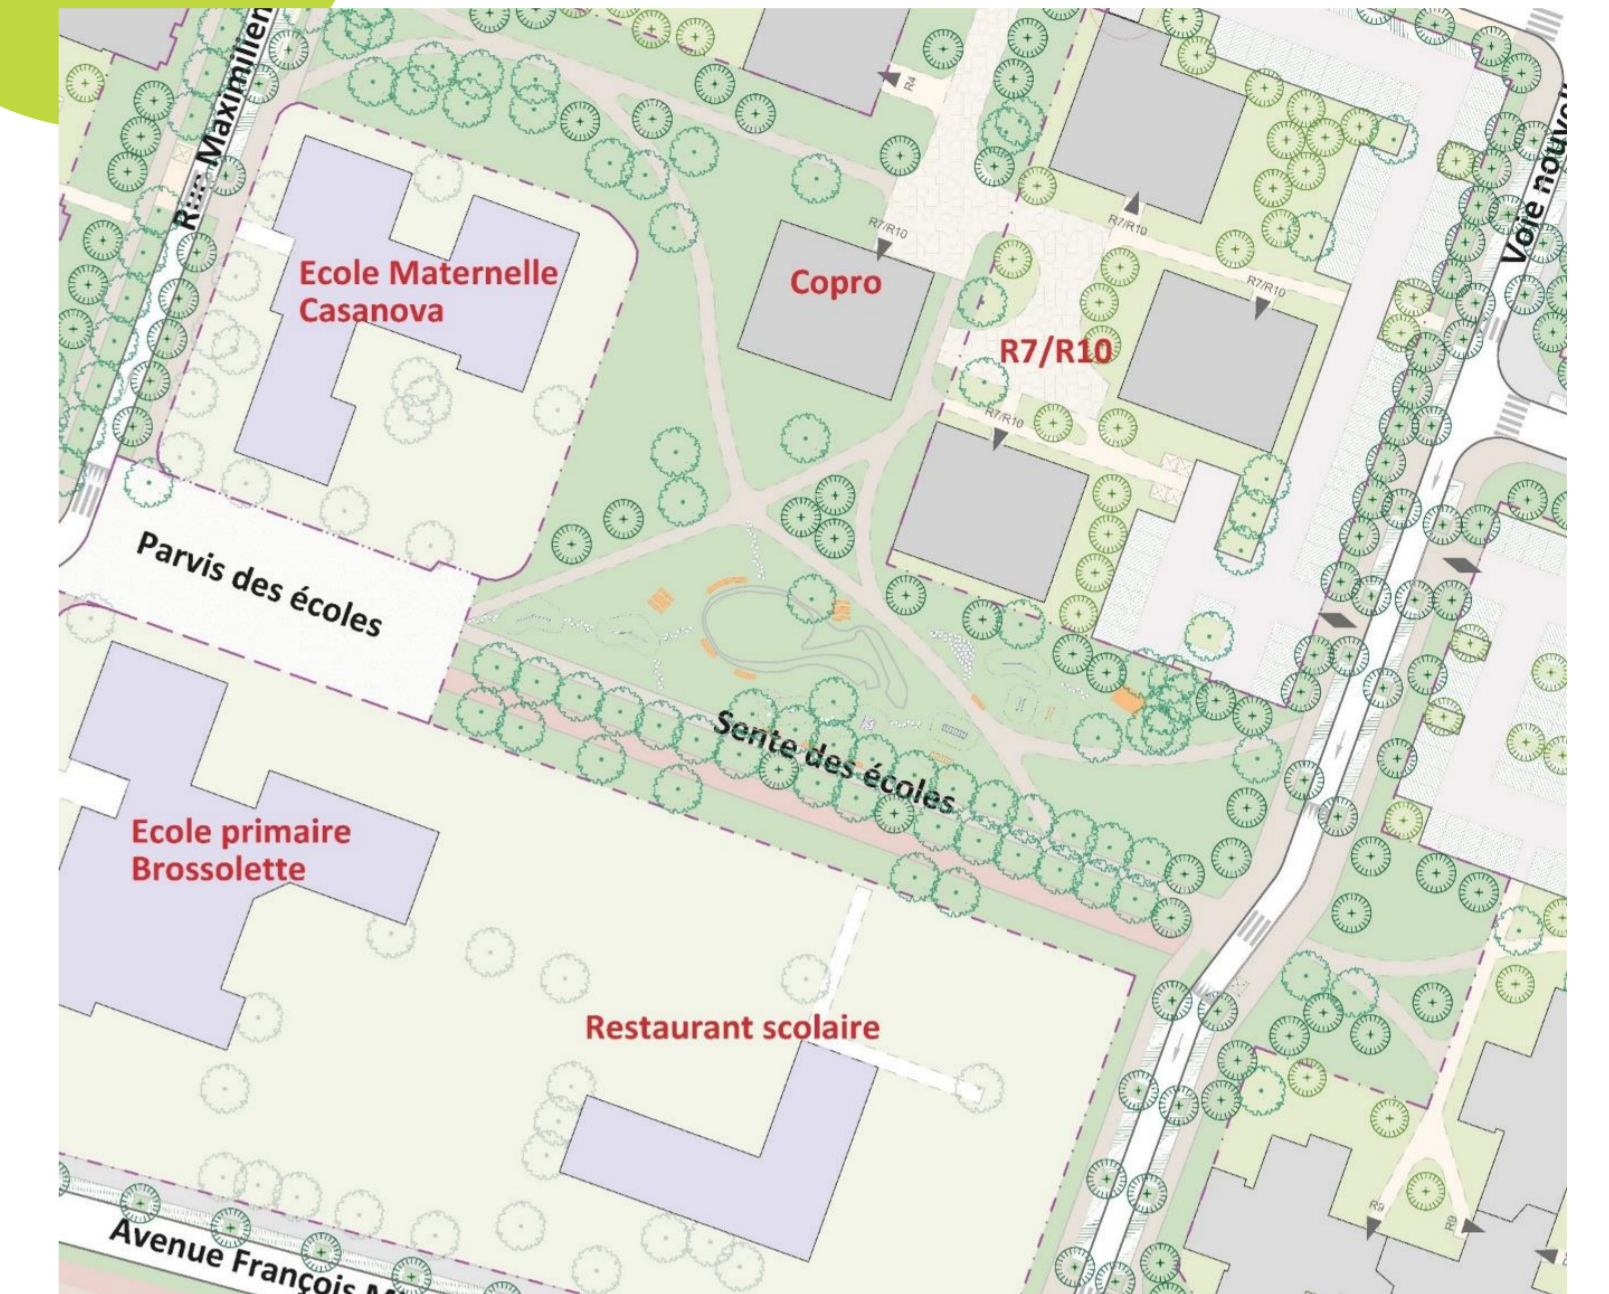 Rue Maximilien
R4
Voie nouvelle
R7/R10
R7/R10
R7/R10
Ecole Maternelle
Casanova
Copro
R7/R10
R7/R10
Parvis des écoles
Sente des écoles
Ecole primaire
Brossolette
Restaurant scolaire
R9
R9
Avenue François